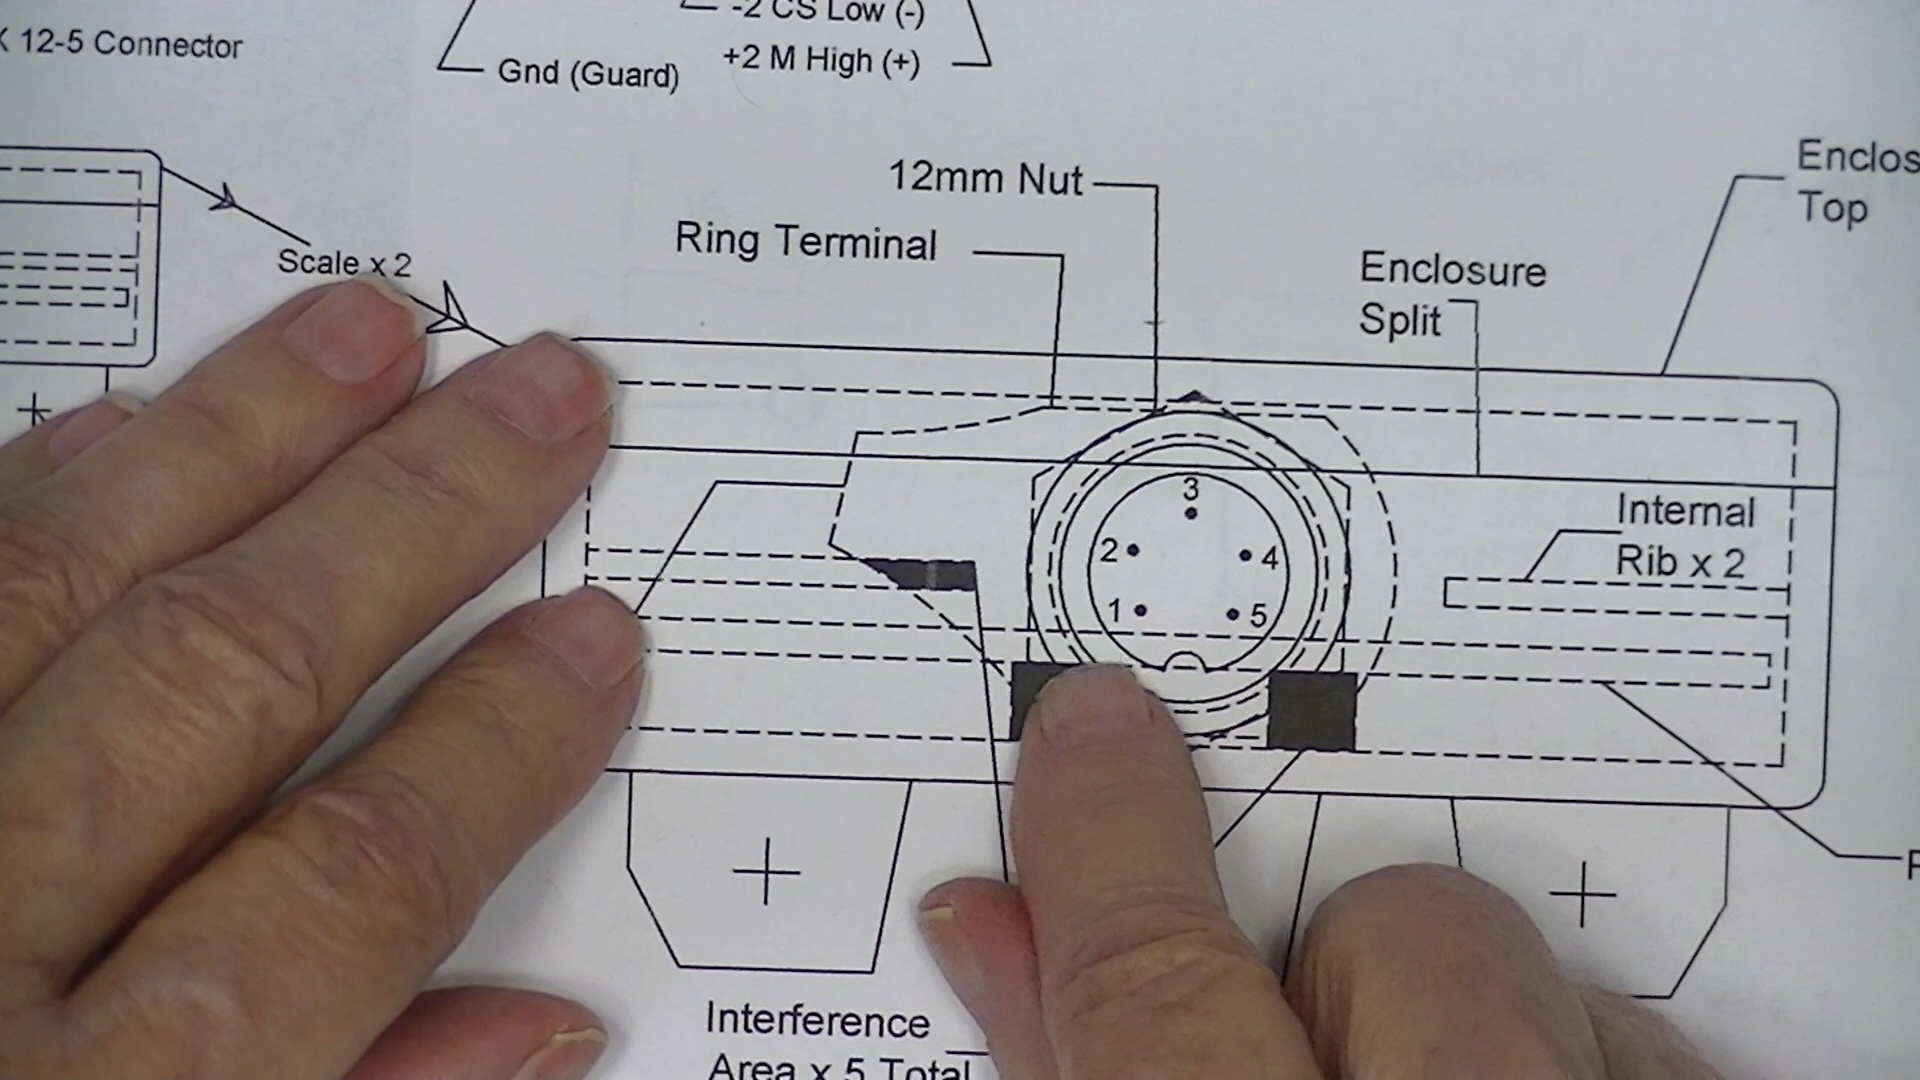 -2 CS Low (-)
12-5 Connector
+2 M High (+)
Gnd (Guard)
12mm Nut
Ring Terminal
Scale x 2
Enclosure
Split
Top
3
2
4
1
5
Internal
Rib x 2
Interference
Area x 5 Total